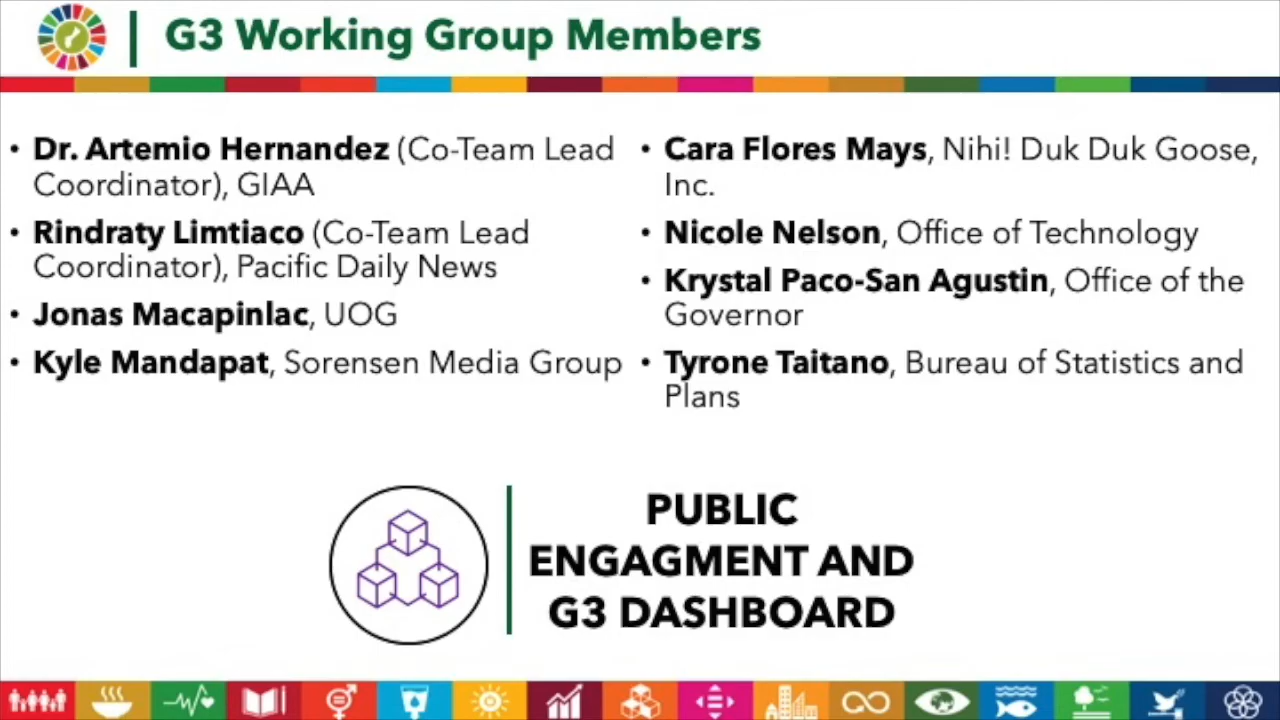 G3 Working Group Members
• Dr. Artemio Hernandez (Co-Team Lead
Coordinator), GIAA
• Rindraty Limtiaco (Co-Team Lead
Coordinator), Pacific Daily News
• Jonas Macapinlac, UOG
• Kyle Mandapat, Sorensen Media Group
• Cara Flores Mays, Nihi! Duk Duk Goose,
Inc.
• Nicole Nelson, Office of Technology
• Krystal Paco-San Agustin, Office of the
Governor
• Tyrone Taitano, Bureau of Statistics and
Plans
PUBLIC
ENGAGMENT AND
G3 DASHBOARD